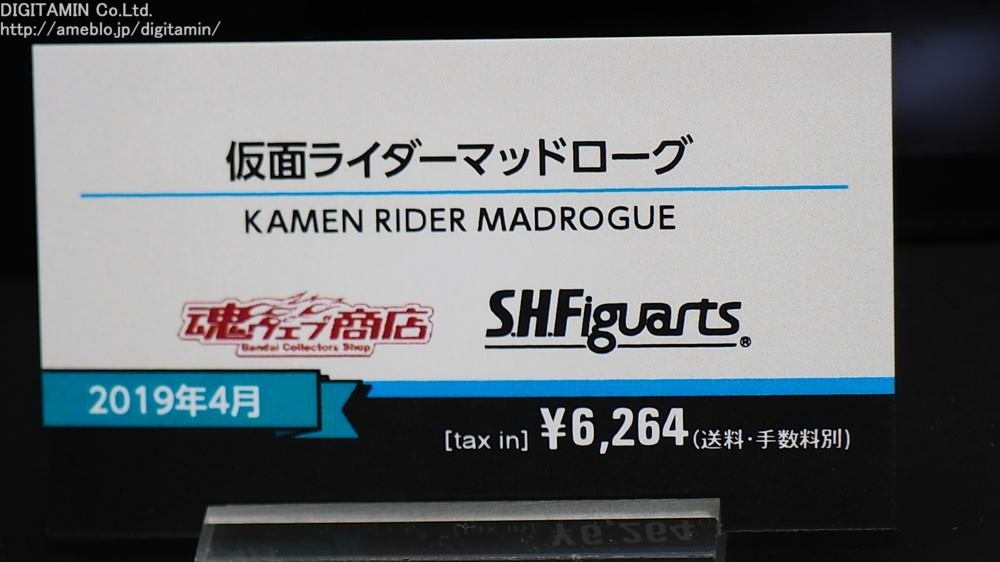 DIGITAMIN Co.Ltd.
http://ameblo.jp/digitamin/
仮面ライダーマッドローグ
KAMEN RIDER MADROGUE
魂ウェブ商店
Bandai Collectors Shop
S.H.Figuarts®
2019年4月
[tax in] ¥6,264(送料・手数料別)
¥6,264